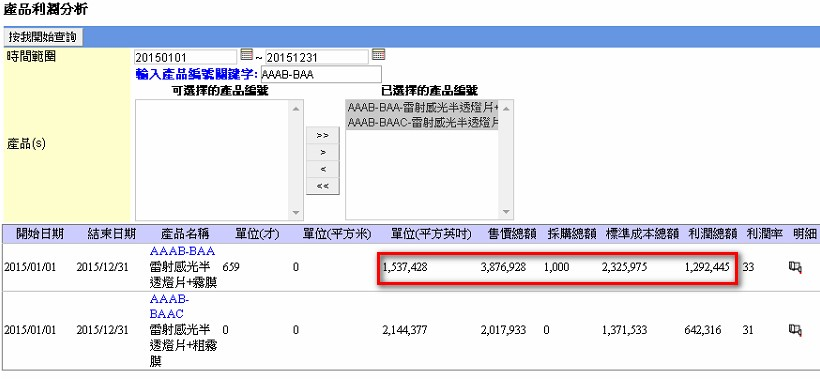 產品利潤分析
按我開始查詢
時間範圍
20150101 ~ 20151231
輸入產品編號關鍵字: AAAB-BAA
可選擇的產品編號 已選擇的產品編號
AAAB-BAA-雷射感光半透燈片+
AAAB-BAAC-雷射感光半透燈片
產品(s)
>>
>
<
<<
開始日期 結束日期 產品名稱 單位(才) 單位(平方米) 單位(平方英吋) 售價總額 採購總額 標準成本總額 利潤總額 利潤率 明細
2015/01/01 2015/12/31 AAAB-BAA 659 0 1,537,428 3,876,928 1,000 2,325,975 1,292,445 33
雷射感光半
透燈片+霧膜
2015/01/01 2015/12/31 AAAB- 0 0 2,144,377 2,017,933 0 1,371,533 642,316 31
BAAC
雷射感光半
透燈片+粗霧
膜